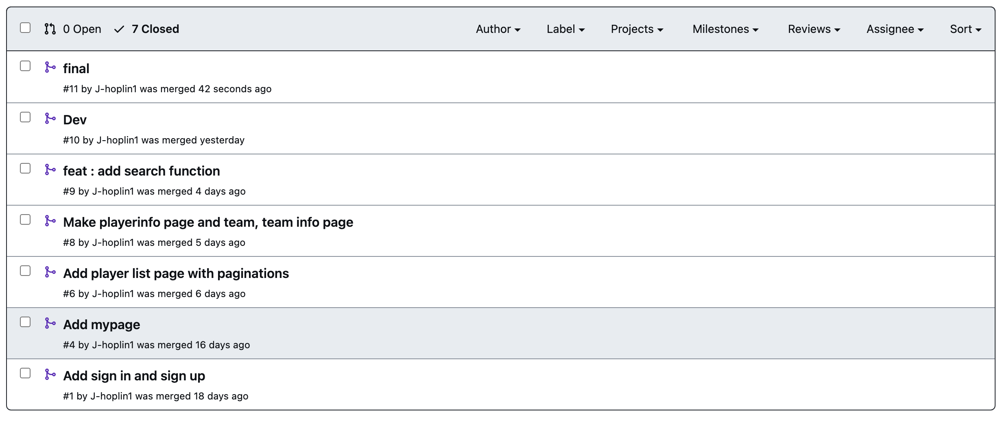 0 Open 7 Closed Author Label Projects Milestones Reviews Assignee Sort
final
#11 by J-hoplin1 was merged 42 seconds ago
Dev
#10 by J-hoplin1 was merged yesterday
feat : add search function
#9 by J-hoplin1 was merged 4 days ago
Make playerinfo page and team, team info page
#8 by J-hoplin1 was merged 5 days ago
Add player list page with paginations
#6 by J-hoplin1 was merged 6 days ago
Add mypage
#4 by J-hoplin1 was merged 16 days ago
Add sign in and sign up
#1 by J-hoplin1 was merged 18 days ago